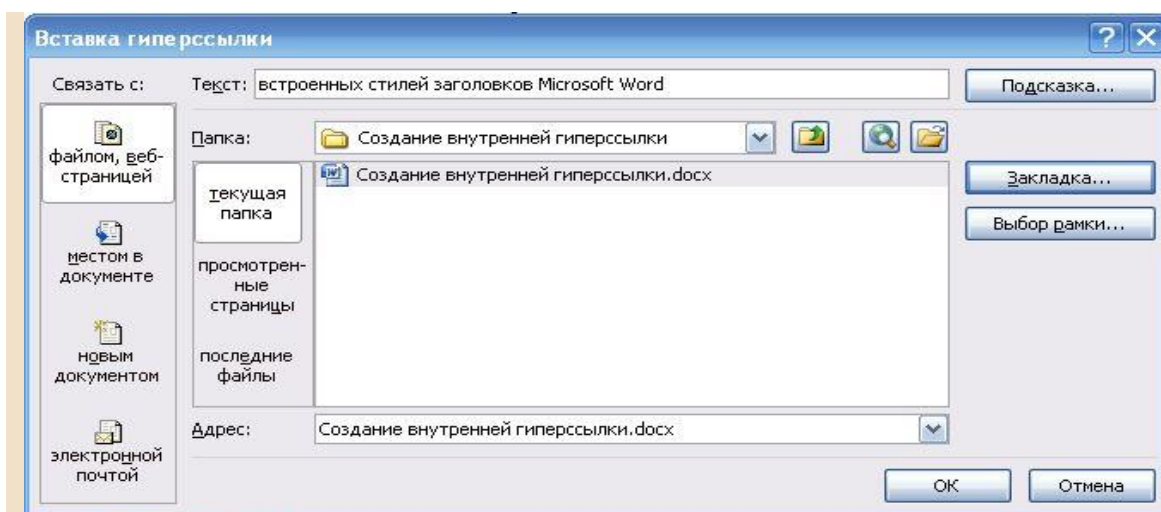 Вставка гиперссылки
Связать с:
Текст: встроенных стилей заголовков Microsoft Word
Подсказка...
файлом, веб-
страницей
Папка:
Создание внутренней гиперссылки
текущая
папка
Создание внутренней гиперссылки.docx
Закладка...
Выбор рамки...
местом в
документе
просмотрен-
ные
страницы
новым
документом
последние
файлы
Адрес:
Создание внутренней гиперссылки.docx
электронной
почтой
ОК
Отмена